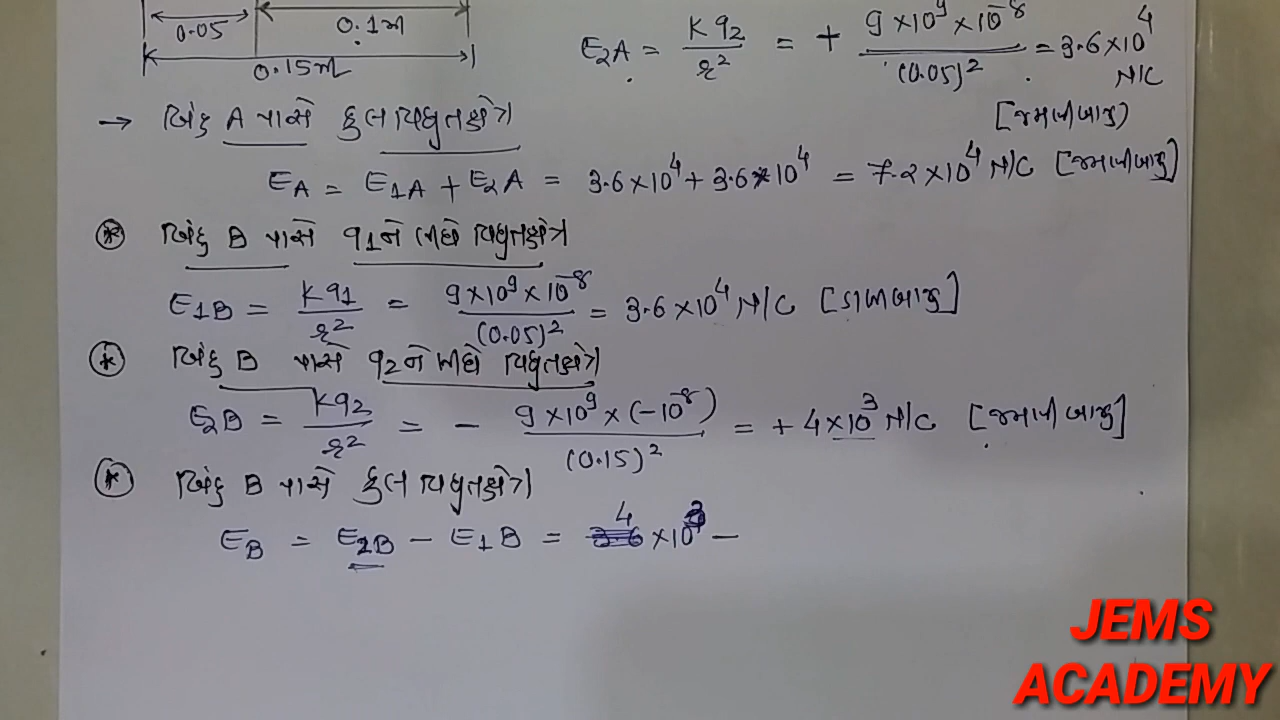 0.05 0.1m
0.15m
E2A = K q2 / r² = + 9×10⁹×10⁻⁸ / (0.05)² = 3.6×10⁴ N/C
[જમણીબાજુ)
→ બિંદુ A પાસે કુલ વિદ્યુતક્ષેત્ર
EA = E1A + E2A = 3.6×10⁴ + 3.6×10⁴ = 7.2×10⁴ N/C [જમણીબાજુ]
* બિંદુ B પાસે q1ને લીધે વિદ્યુતક્ષેત્ર
E1B = Kq1 / r² = 9×10⁹×10⁻⁸ / (0.05)² = 3.6×10⁴ N/C [ડાબીબાજુ]
* બિંદુ B પાસે q2ને લીધે વિદ્યુતક્ષેત્ર
E2B = Kq2 / r² = - 9×10⁹×(-10⁻⁸) / (0.15)² = + 4×10³ N/C [જમણીબાજુ]
* બિંદુ B પાસે કુલ વિદ્યુતક્ષેત્ર
EB = E2B - E1B = 4 ×10³ -
JEMS
ACADEMY